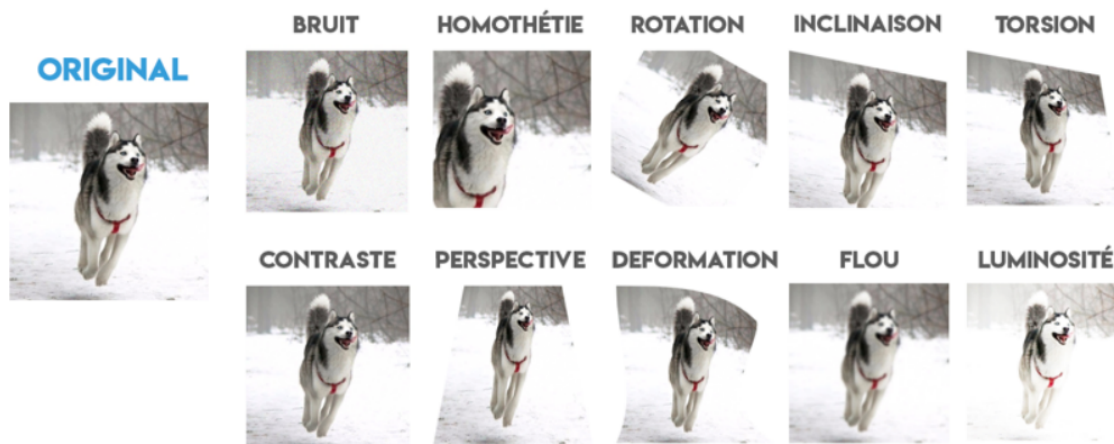 BRUIT HOMOTHÉTIE ROTATION INCLINAISON TORSION
ORIGINAL
CONTRASTE PERSPECTIVE DEFORMATION FLOU LUMINOSITÉ